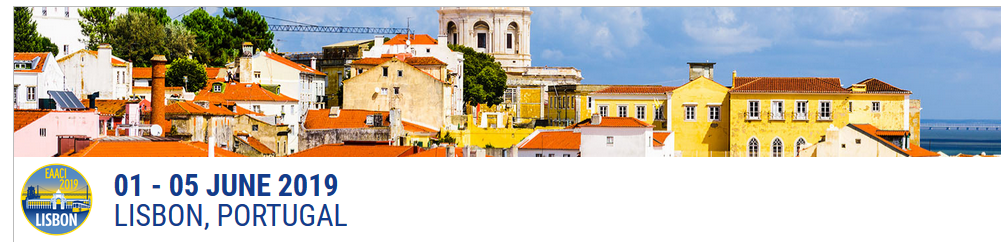 EAACI
2019
LISBON
01 - 05 JUNE 2019
LISBON, PORTUGAL